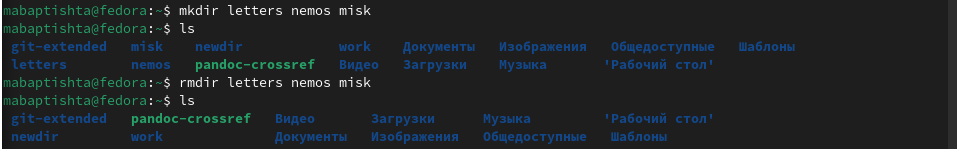 mabaptishta@fedora:~$ mkdir letters nemos misk
mabaptishta@fedora:~$ ls
git-extended misk newdir work Документы Изображения Общедоступные Шаблоны
letters nemos pandoc-crossref Видео Загрузки Музыка 'Рабочий стол'
mabaptishta@fedora:~$ rmdir letters nemos misk
mabaptishta@fedora:~$ ls
git-extended pandoc-crossref Видео Загрузки Музыка 'Рабочий стол'
newdir work Документы Изображения Общедоступные Шаблоны